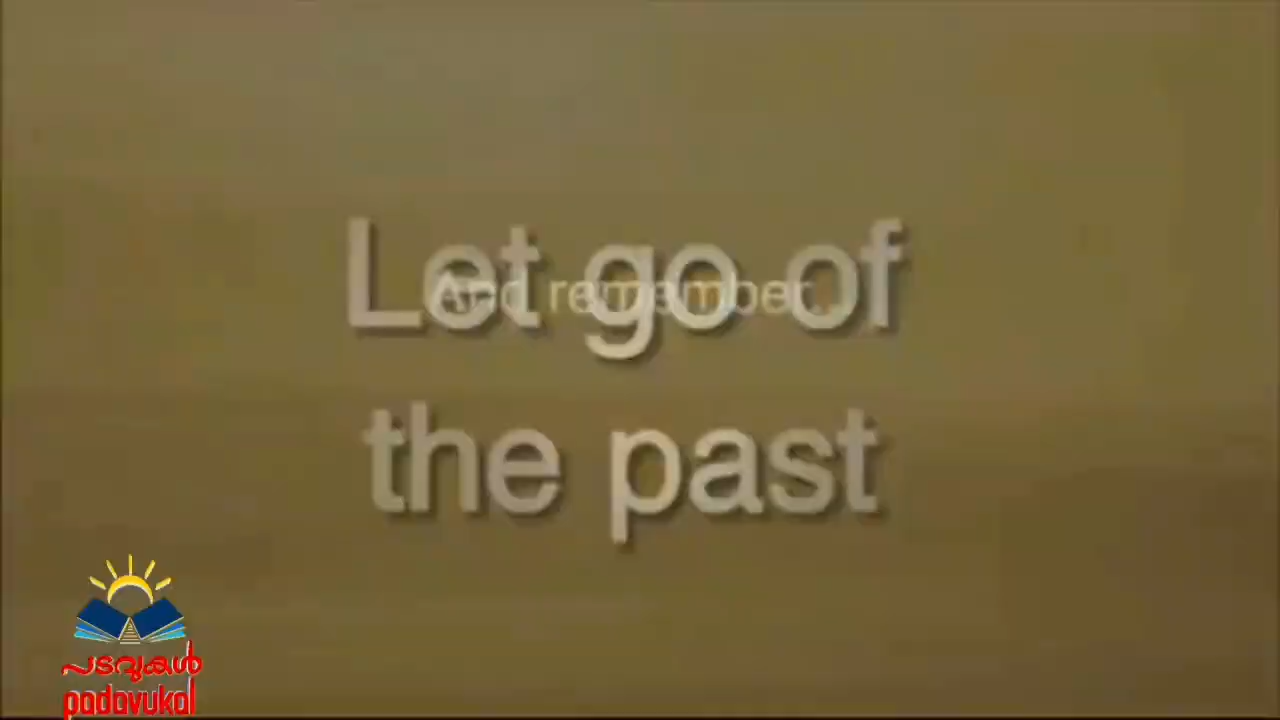 Let go of
And remember...
the past
പടവുകൾ
padavukal